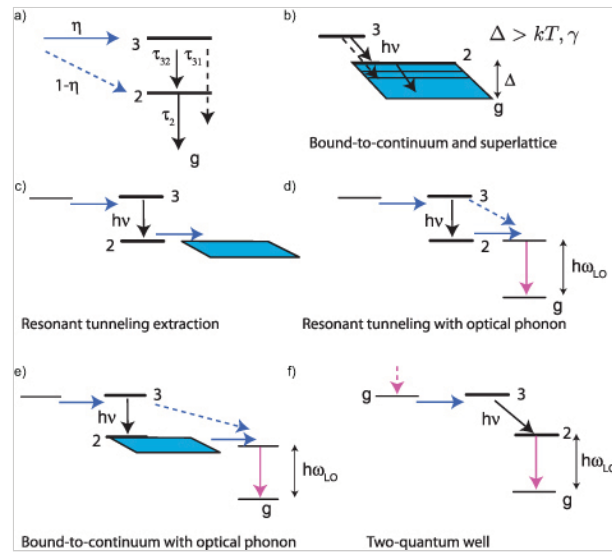 a)
η
3
τ32 τ31
1-η
2
τ2
g
b)
3
hν
Δ > kT, γ
2
Δ
g
Bound-to-continuum and superlattice
c)
3
hν
2
Resonant tunneling extraction
d)
3
hν
2
hωLO
g
Resonant tunneling with optical phonon
e)
3
hν
2
hωLO
g
Bound-to-continuum with optical phonon
f)
g
3
hν
2
hωLO
g
Two-quantum well